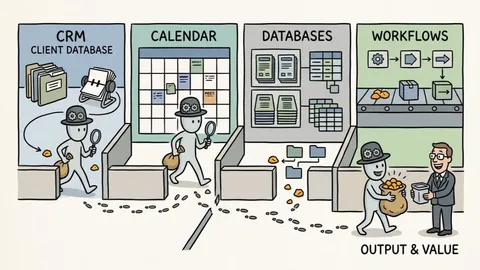 CRM
CLIENT DATABASE
CALENDAR
DATABASES
WORKFLOWS
OUTPUT & VALUE